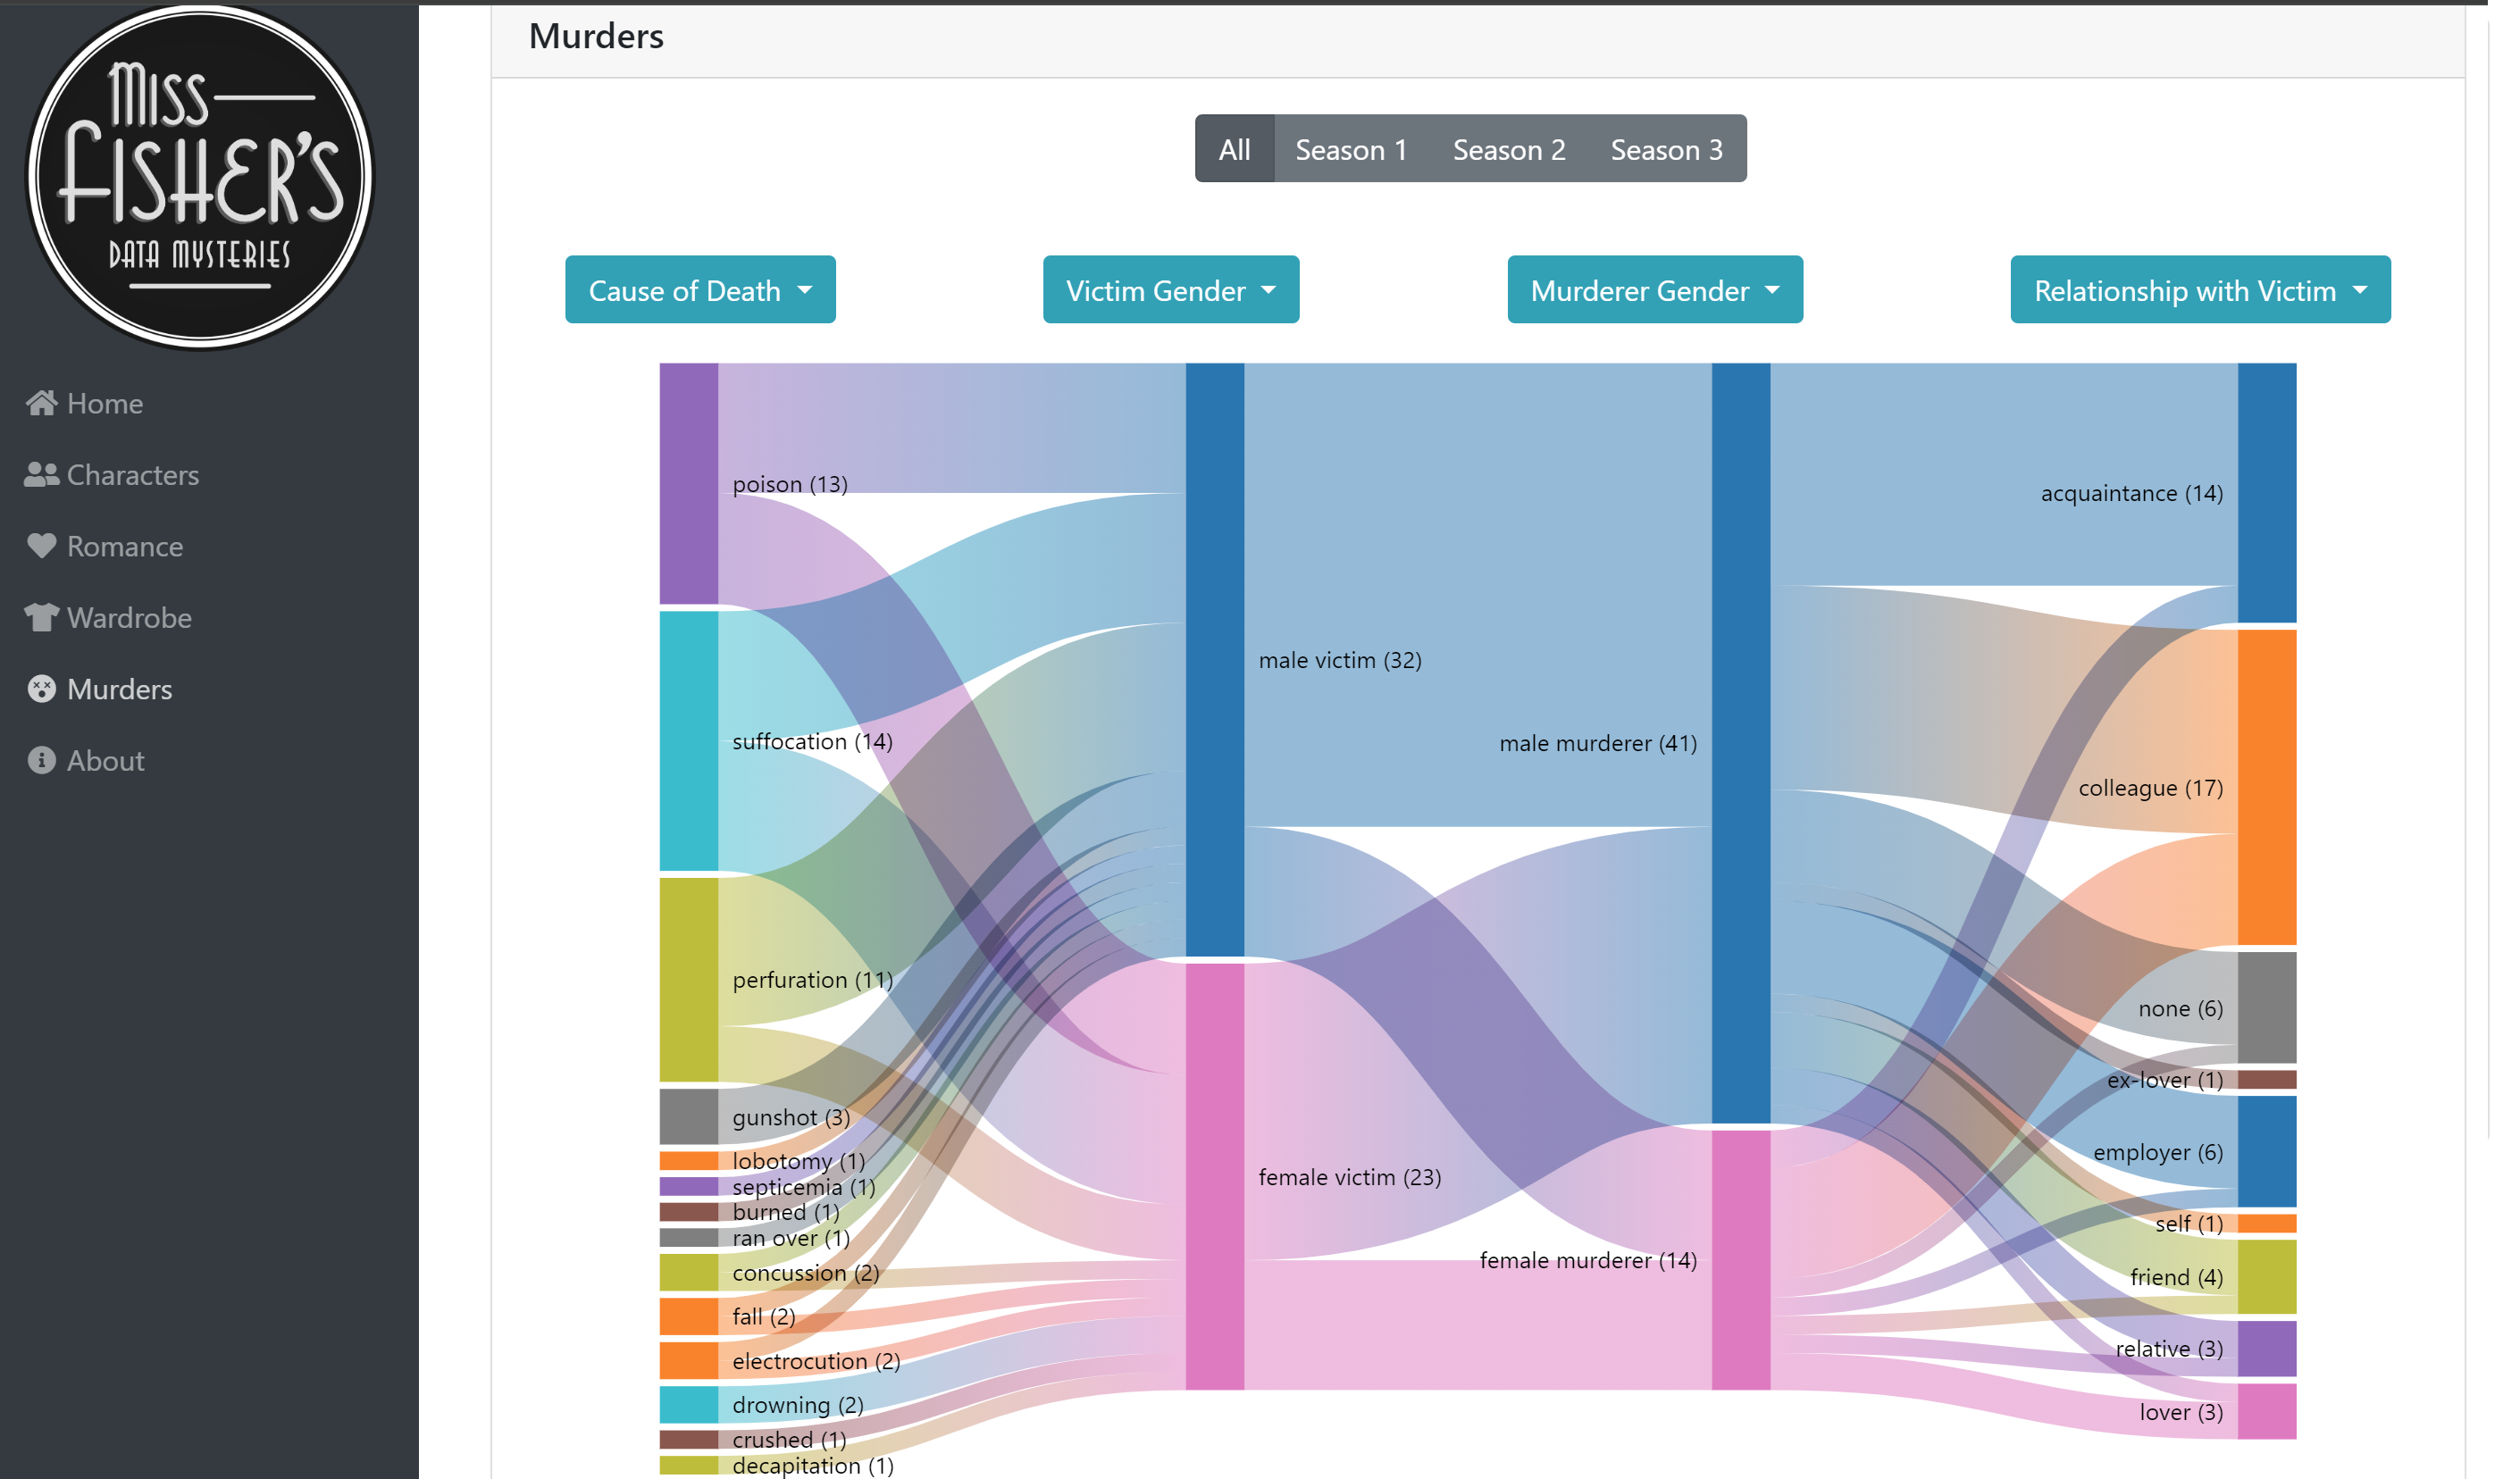 Miss
Fisher's
Data Mysteries
Home
Characters
Romance
Wardrobe
Murders
About
Murders
All Season 1 Season 2 Season 3
Cause of Death Victim Gender Murderer Gender Relationship with Victim
poison (13)
suffocation (14)
perfuration (11)
gunshot (3)
lobotomy (1)
septicemia (1)
burned (1)
ran over (1)
concussion (2)
fall (2)
electrocution (2)
drowning (2)
crushed (1)
decapitation (1)
male victim (32)
female victim (23)
male murderer (41)
female murderer (14)
acquaintance (14)
colleague (17)
none (6)
ex-lover (1)
employer (6)
self (1)
friend (4)
relative (3)
lover (3)